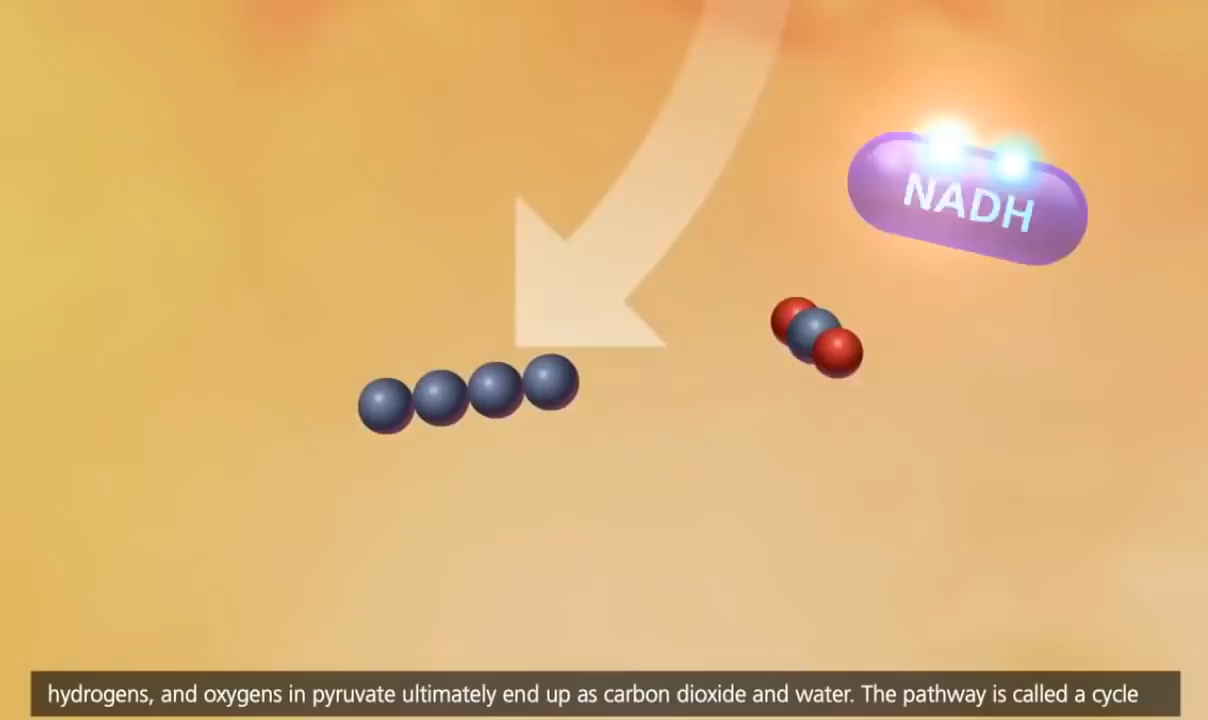 NADH
hydrogens, and oxygens in pyruvate ultimately end up as carbon dioxide and water. The pathway is called a cycle